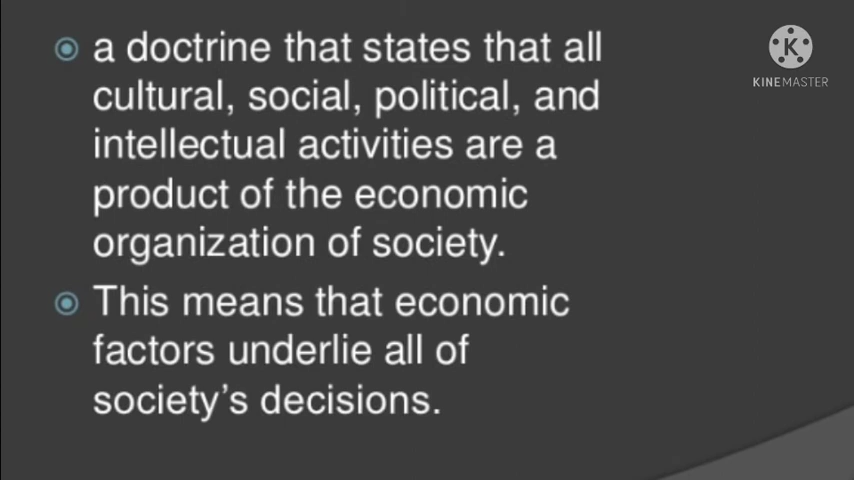 a doctrine that states that all
cultural, social, political, and
intellectual activities are a
product of the economic
organization of society.
This means that economic
factors underlie all of
society's decisions.
K
KINEMASTER